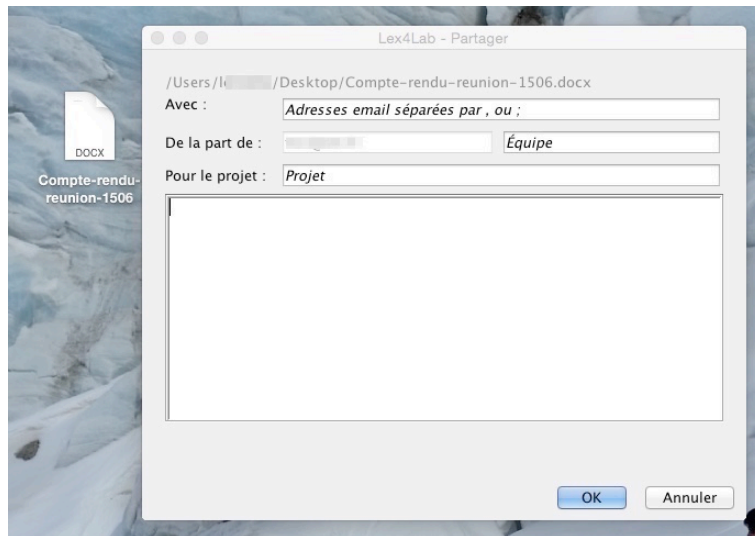 Lex4Lab - Partager
/Users/l /Desktop/Compte-rendu-reunion-1506.docx
Avec :
Adresses email séparées par , ou ;
De la part de :
Équipe
Pour le projet :
Projet
DOCX
Compte-rendu-
reunion-1506
OK
Annuler